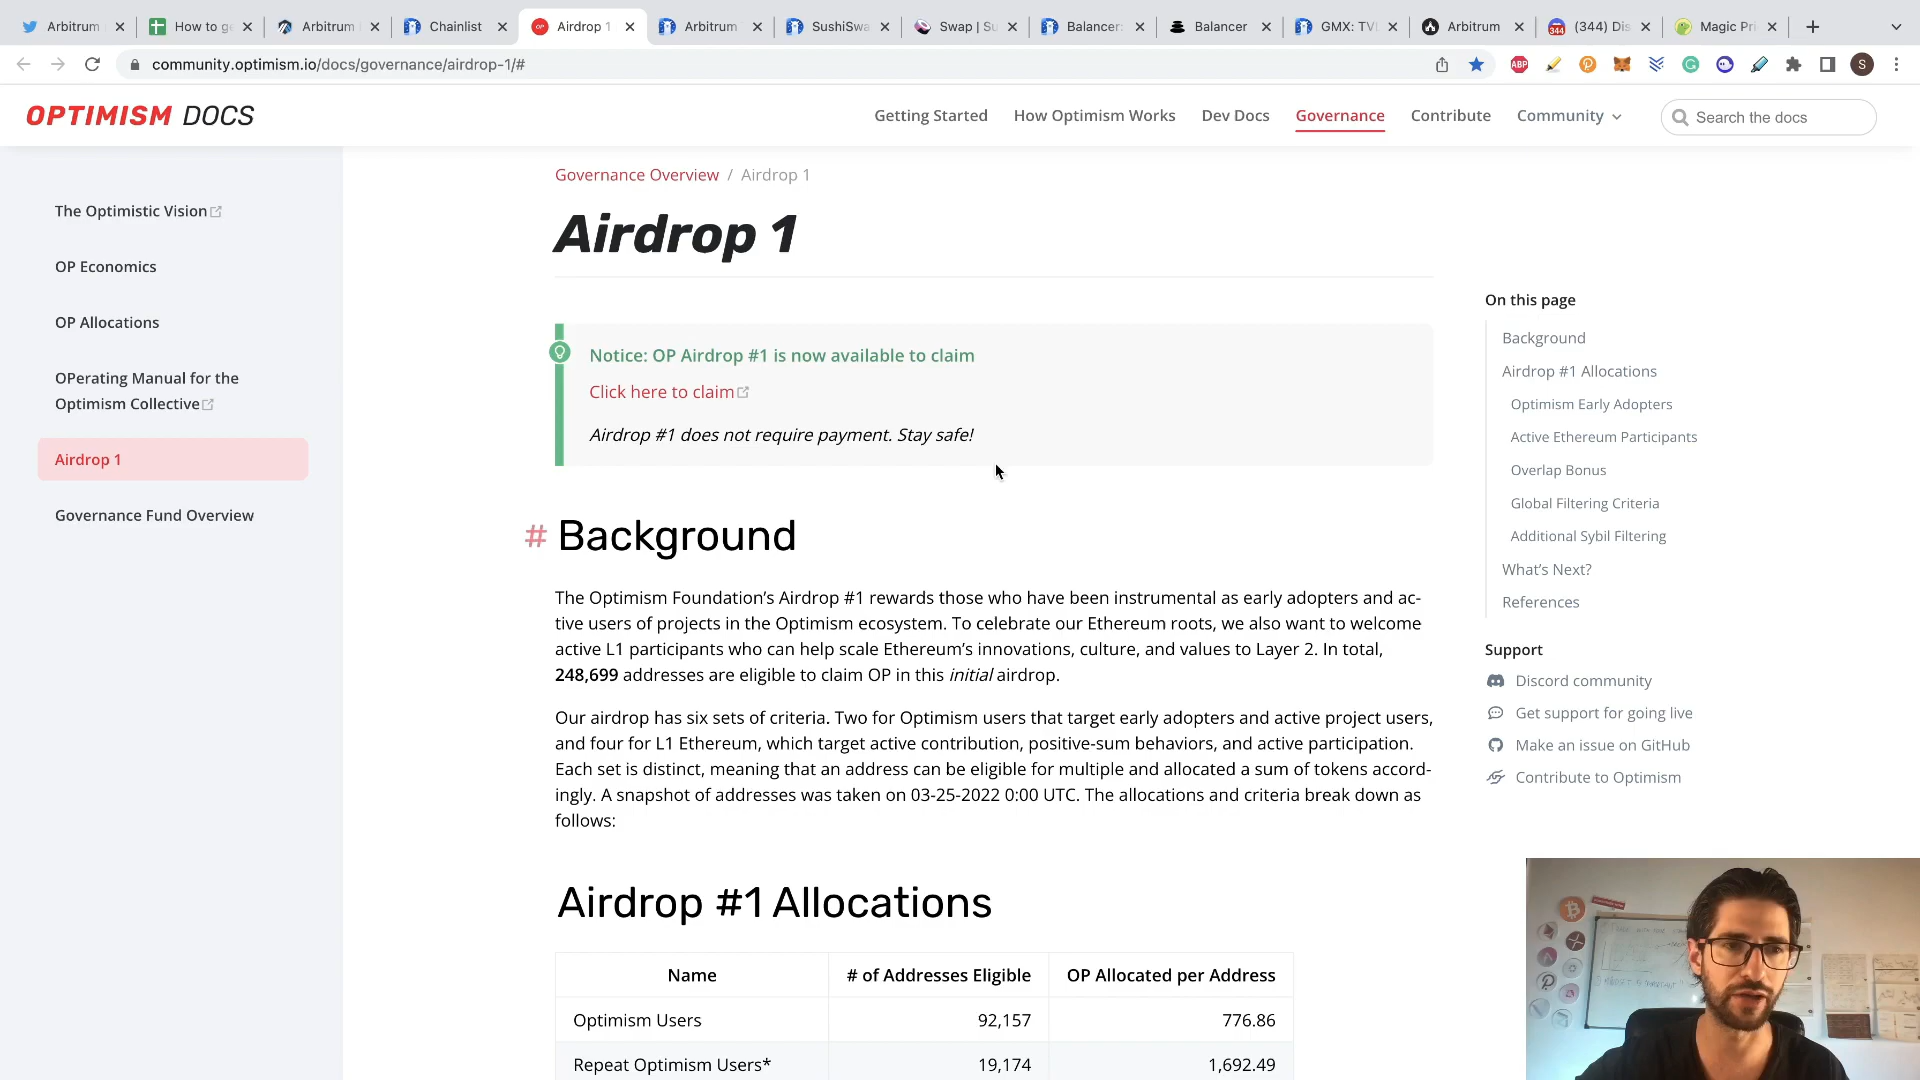 Arbitrum
How to ge
Arbitrum
Chainlist
Airdrop 1
Arbitrum
SushiSwa
Swap | Su
Balancer:
Balancer
GMX: TVL
Arbitrum
(344) Dis
Magic Pri
community.optimism.io/docs/governance/airdrop-1/#
ABP
S
OPTIMISM DOCS
Getting Started
How Optimism Works
Dev Docs
Governance
Contribute
Community
Search the docs
The Optimistic Vision
OP Economics
OP Allocations
OPerating Manual for the
Optimism Collective
Airdrop 1
Governance Fund Overview
Governance Overview / Airdrop 1
Airdrop 1
Notice: OP Airdrop #1 is now available to claim
Click here to claim
Airdrop #1 does not require payment. Stay safe!
# Background
The Optimism Foundation's Airdrop #1 rewards those who have been instrumental as early adopters and ac-
tive users of projects in the Optimism ecosystem. To celebrate our Ethereum roots, we also want to welcome
active L1 participants who can help scale Ethereum's innovations, culture, and values to Layer 2. In total,
248,699 addresses are eligible to claim OP in this initial airdrop.
Our airdrop has six sets of criteria. Two for Optimism users that target early adopters and active project users,
and four for L1 Ethereum, which target active contribution, positive-sum behaviors, and active participation.
Each set is distinct, meaning that an address can be eligible for multiple and allocated a sum of tokens accord-
ingly. A snapshot of addresses was taken on 03-25-2022 0:00 UTC. The allocations and criteria break down as
follows:
Airdrop #1 Allocations
Name # of Addresses Eligible OP Allocated per Address
Optimism Users 92,157 776.86
Repeat Optimism Users* 19,174 1,692.49
On this page
Background
Airdrop #1 Allocations
Optimism Early Adopters
Active Ethereum Participants
Overlap Bonus
Global Filtering Criteria
Additional Sybil Filtering
What's Next?
References
Support
Discord community
Get support for going live
Make an issue on GitHub
Contribute to Optimism